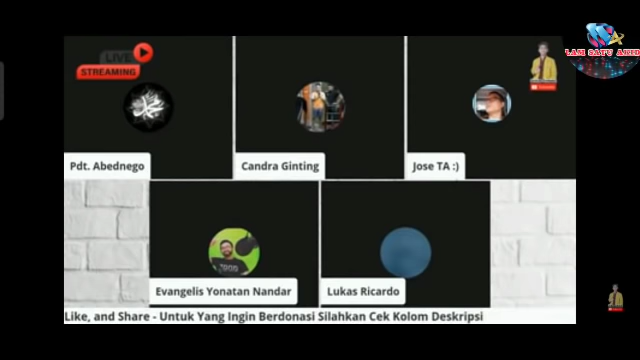 LIVE
STREAMING
Pdt. Abednego
Candra Ginting
Jose TA :)
Evangelis Yonatan Nandar
Lukas Ricardo
Like, and Share - Untuk Yang Ingin Berdonasi Silahkan Cek Kolom Deskripsi